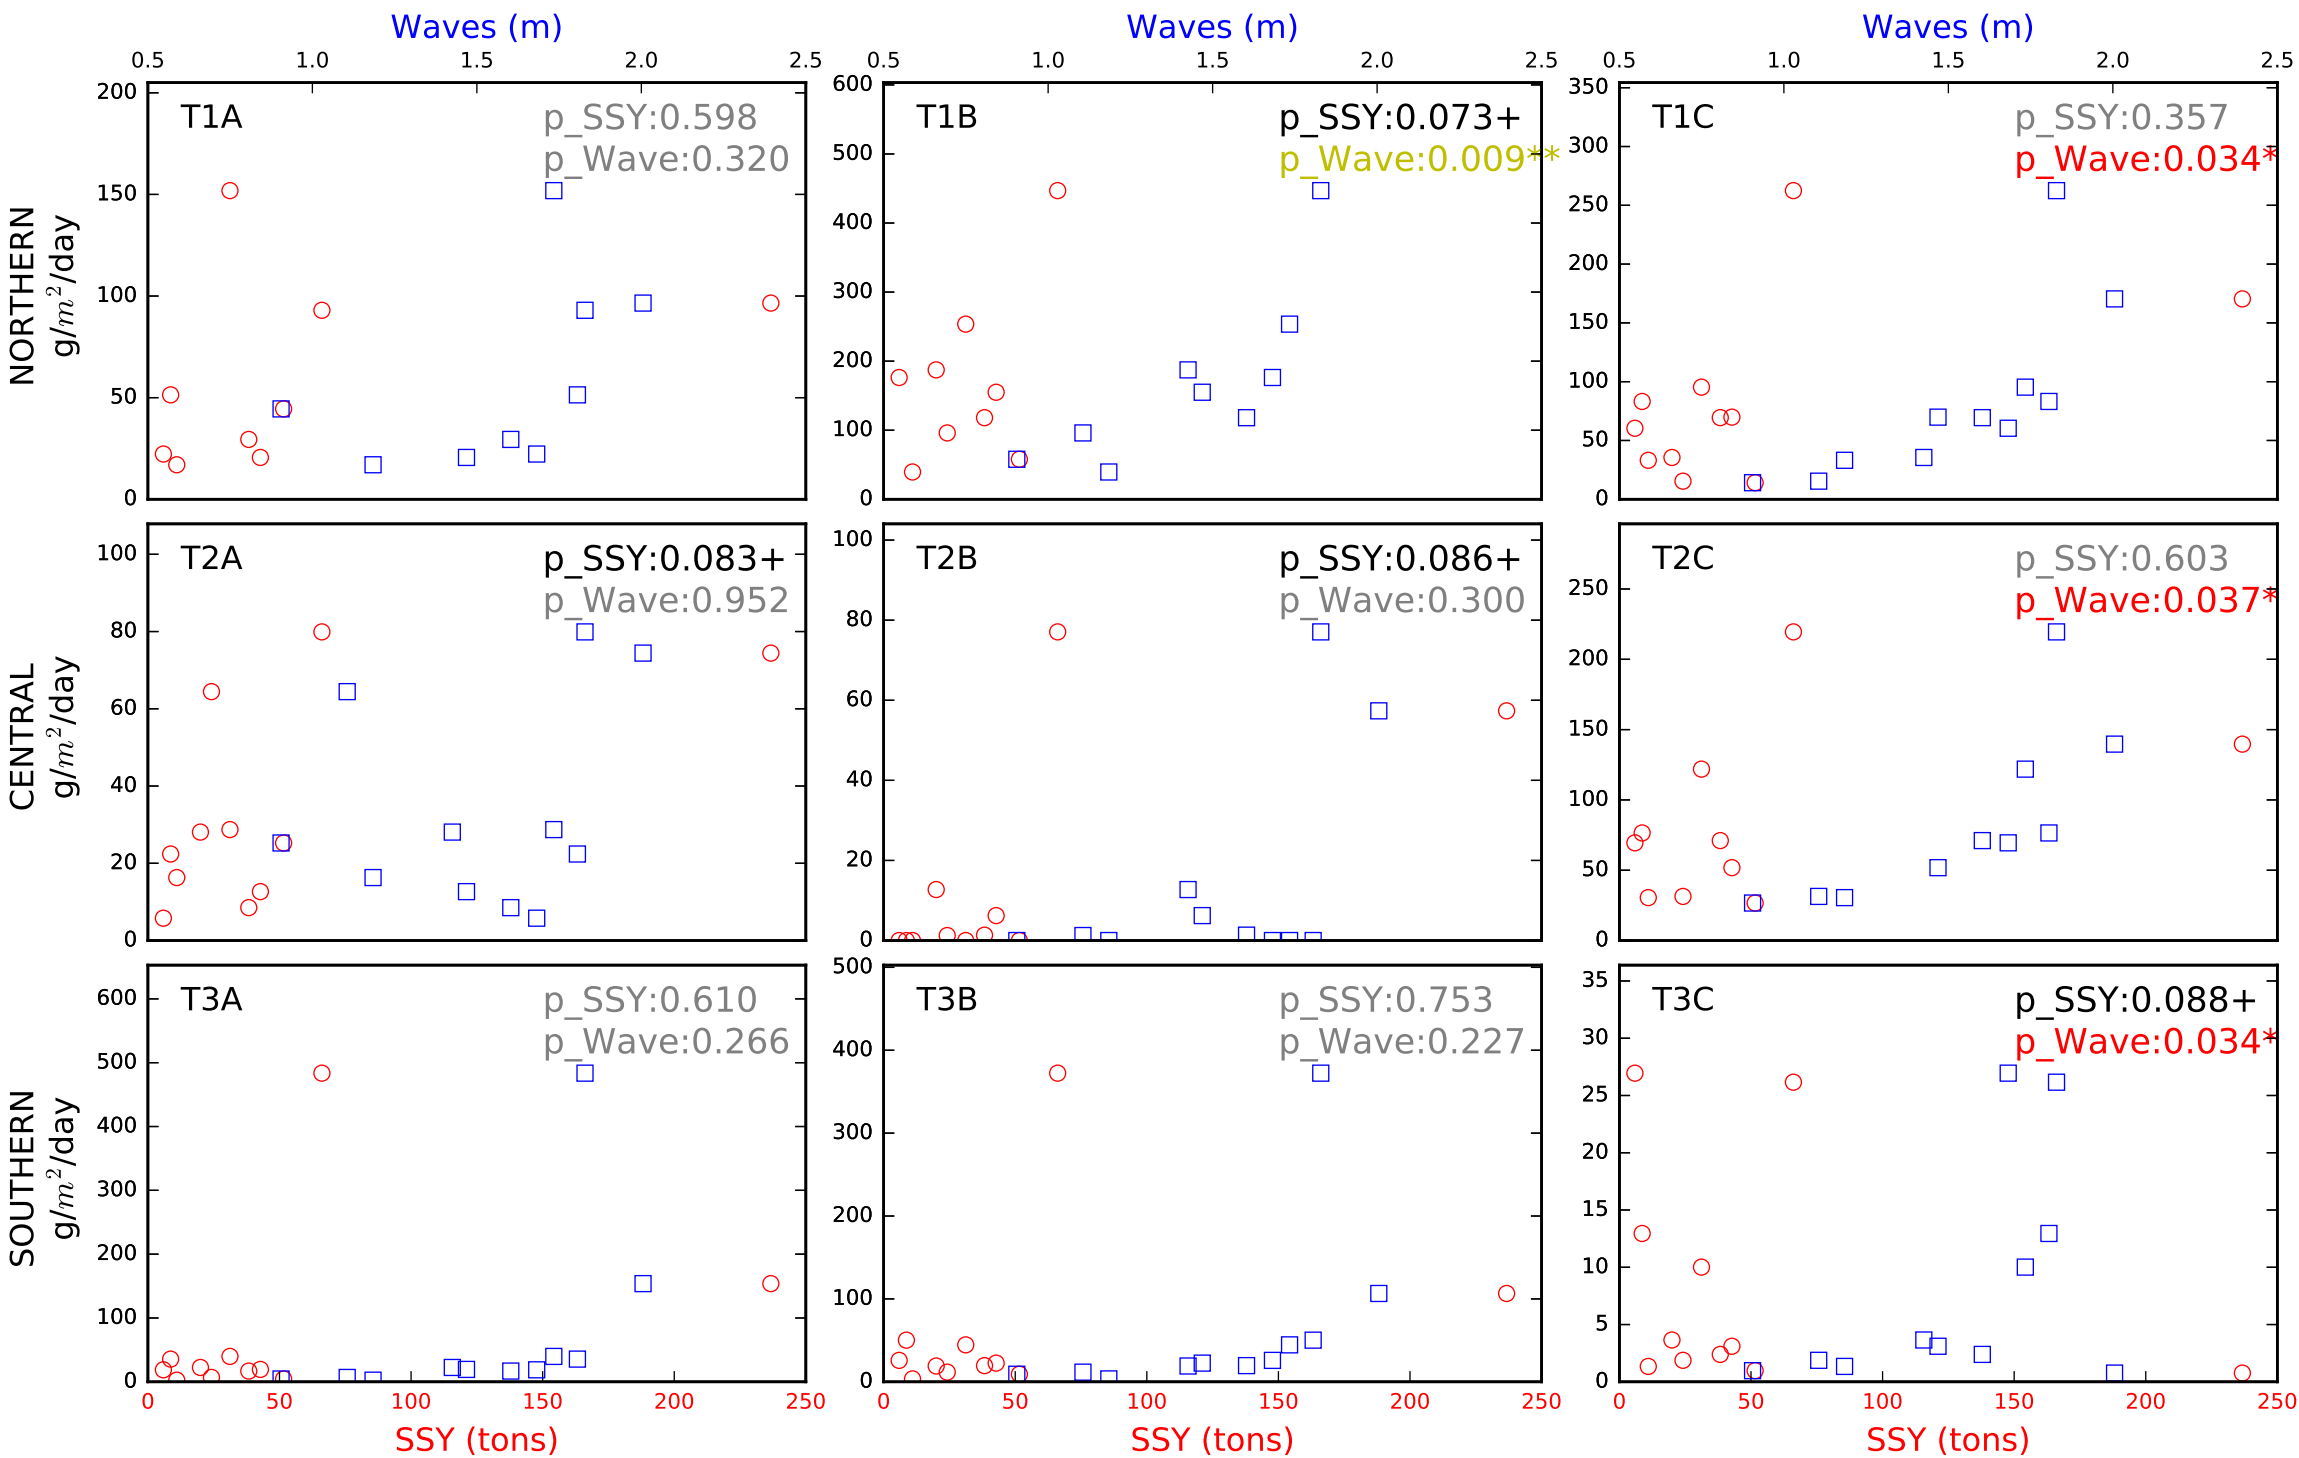 Waves (m) Waves (m) Waves (m)
0.5 1.0 1.5 2.0 2.5 0.5 1.0 1.5 2.0 2.5 0.5 1.0 1.5 2.0 2.5
NORTHERN
g/m²/day
200
150
100
50
0
T1A
p_SSY:0.598
p_Wave:0.320
600
500
400
300
200
100
0
T1B
p_SSY:0.073+
p_Wave:0.009**
350
300
250
200
150
100
50
0
T1C
p_SSY:0.357
p_Wave:0.034*
CENTRAL
g/m²/day
100
80
60
40
20
0
T2A
p_SSY:0.083+
p_Wave:0.952
100
80
60
40
20
0
T2B
p_SSY:0.086+
p_Wave:0.300
250
200
150
100
50
0
T2C
p_SSY:0.603
p_Wave:0.037*
SOUTHERN
g/m²/day
600
500
400
300
200
100
0
T3A
p_SSY:0.610
p_Wave:0.266
500
400
300
200
100
0
T3B
p_SSY:0.753
p_Wave:0.227
35
30
25
20
15
10
5
0
T3C
p_SSY:0.088+
p_Wave:0.034*
0 50 100 150 200 250 0 50 100 150 200 250 0 50 100 150 200 250
SSY (tons) SSY (tons) SSY (tons)